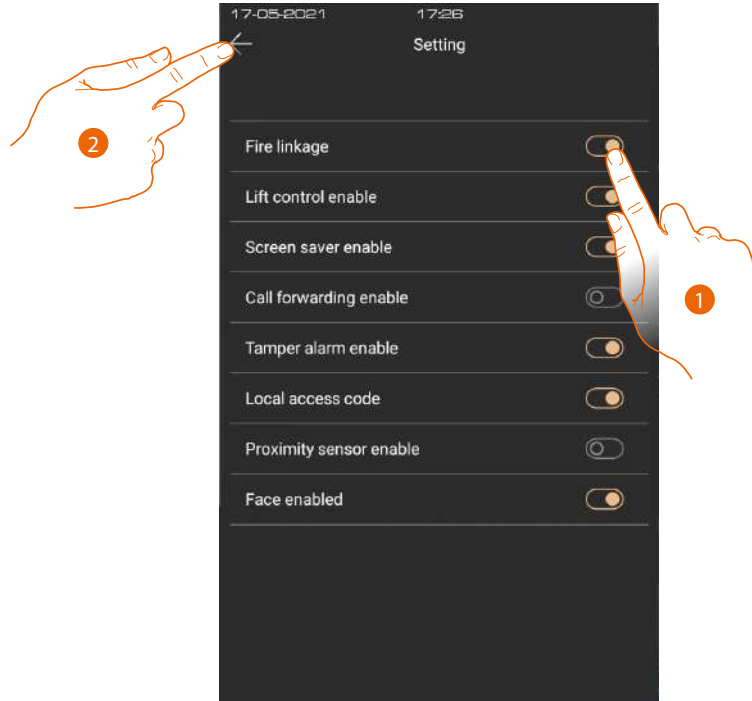 17-05-2021 17:26
Setting
Fire linkage
Lift control enable
Screen saver enable
Call forwarding enable
Tamper alarm enable
Local access code
Proximity sensor enable
Face enabled
2
1